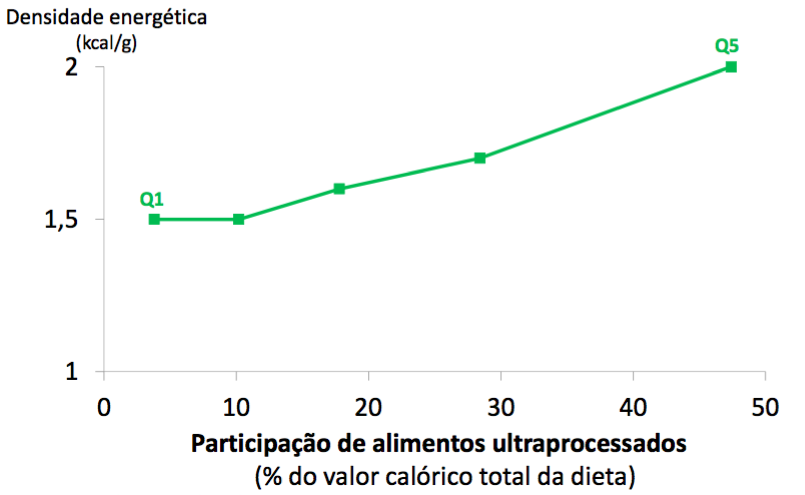 Densidade energética
(kcal/g)
Q5
2
Q1
1,5
1
0 10 20 30 40 50
Participação de alimentos ultraprocessados
(% do valor calórico total da dieta)